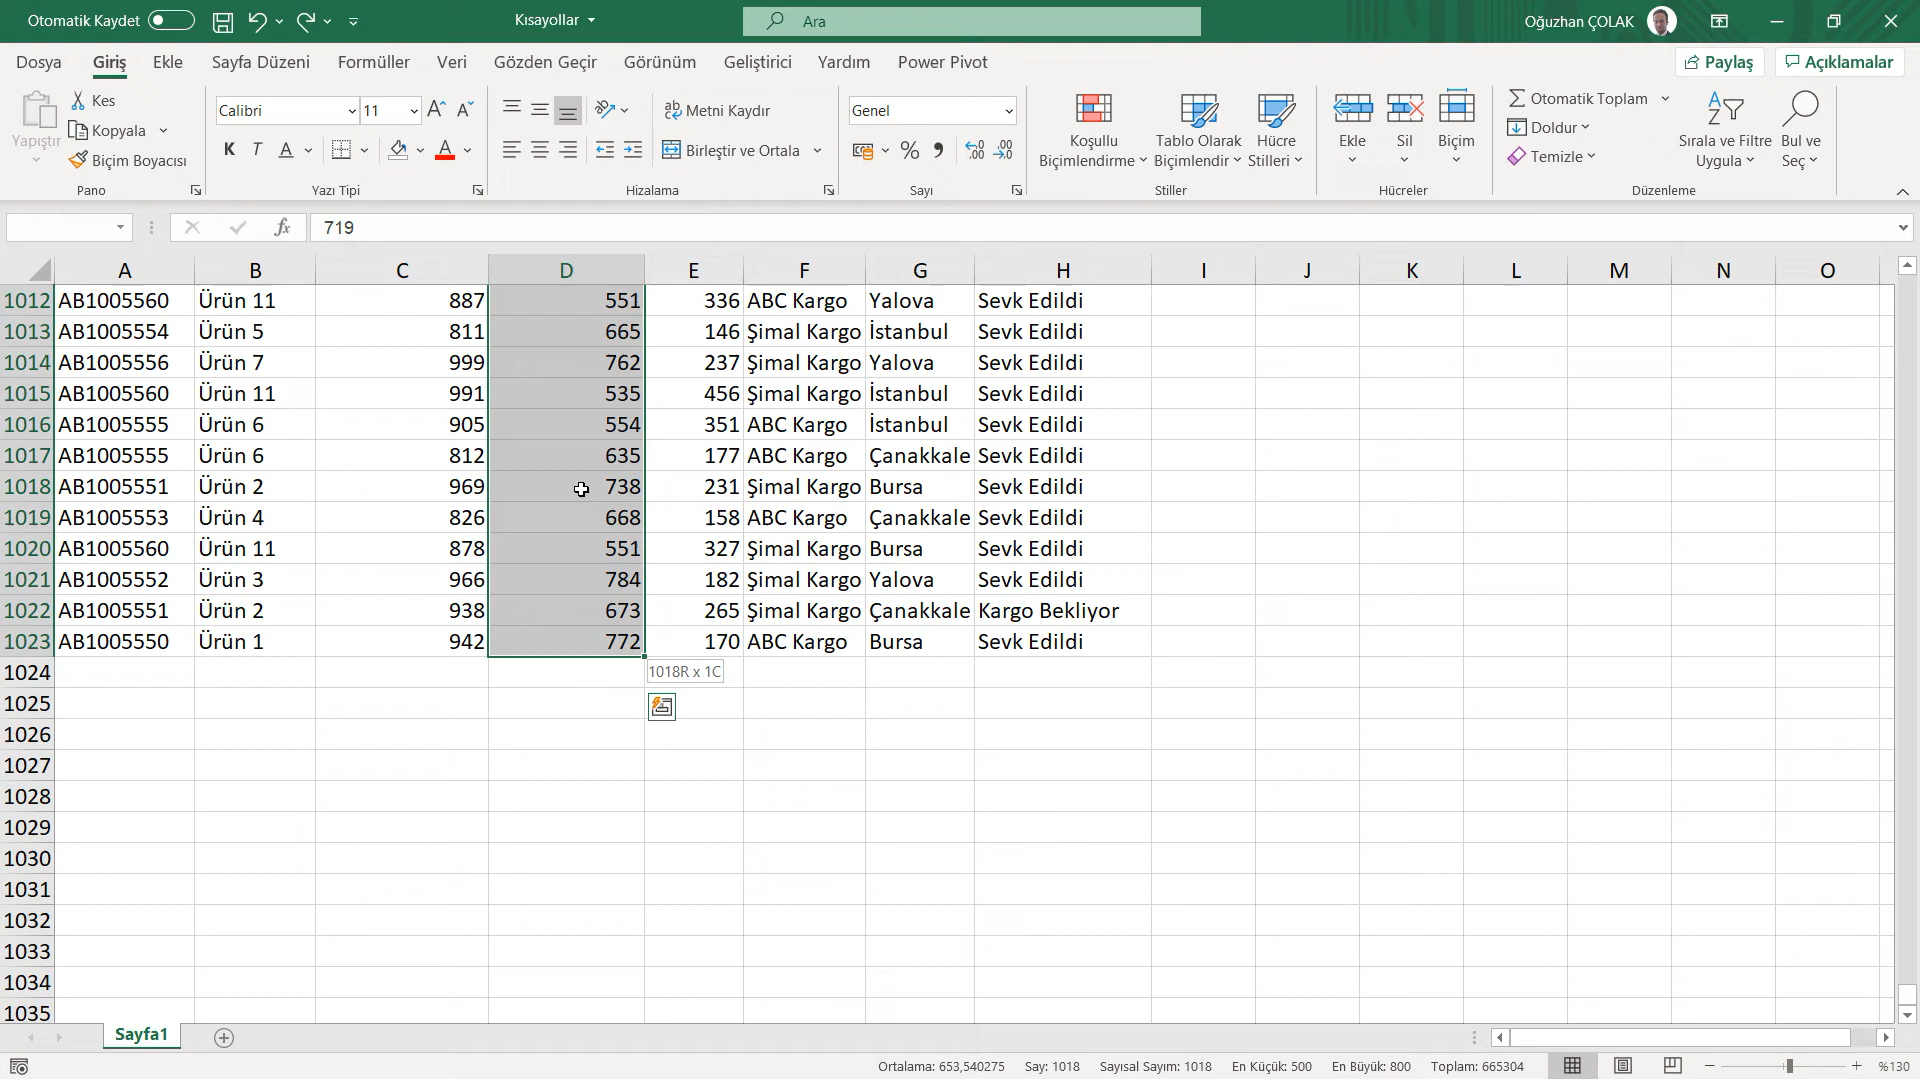 Otomatik Kaydet
Kısayollar
Ara
Oğuzhan ÇOLAK
Dosya Giriş Ekle Sayfa Düzeni Formüller Veri Gözden Geçir Görünüm Geliştirici Yardım Power Pivot
Paylaş Açıklamalar
Yapıştır
Kes
Kopyala
Biçim Boyacısı
Pano
Calibri 11
K T A
Yazı Tipi
Metni Kaydır
Birleştir ve Ortala
Hizalama
Genel
Sayı
Koşullu
Biçimlendirme
Tablo Olarak
Biçimlendir
Hücre
Stilleri
Stiller
Ekle
Sil
Biçim
Hücreler
Otomatik Toplam
Doldur
Temizle
Sırala ve Filtre
Uygula
Bul ve
Seç
Düzenleme
fx 719
A B C D E F G H I J K L M N O
1012 AB1005560 Ürün 11 887 551 336 ABC Kargo Yalova Sevk Edildi
1013 AB1005554 Ürün 5 811 665 146 Şimal Kargo İstanbul Sevk Edildi
1014 AB1005556 Ürün 7 999 762 237 Şimal Kargo Yalova Sevk Edildi
1015 AB1005560 Ürün 11 991 535 456 Şimal Kargo İstanbul Sevk Edildi
1016 AB1005555 Ürün 6 905 554 351 ABC Kargo İstanbul Sevk Edildi
1017 AB1005555 Ürün 6 812 635 177 ABC Kargo Çanakkale Sevk Edildi
1018 AB1005551 Ürün 2 969 738 231 Şimal Kargo Bursa Sevk Edildi
1019 AB1005553 Ürün 4 826 668 158 ABC Kargo Çanakkale Sevk Edildi
1020 AB1005560 Ürün 11 878 551 327 Şimal Kargo Bursa Sevk Edildi
1021 AB1005552 Ürün 3 966 784 182 Şimal Kargo Yalova Sevk Edildi
1022 AB1005551 Ürün 2 938 673 265 Şimal Kargo Çanakkale Kargo Bekliyor
1023 AB1005550 Ürün 1 942 772 170 ABC Kargo Bursa Sevk Edildi
1024 1018R x 1C
1025
1026
1027
1028
1029
1030
1031
1032
1033
1034
1035
Sayfa1
Ortalama: 653,540275 Say: 1018 Sayısal Sayım: 1018 En Küçük: 500 En Büyük: 800 Toplam: 665304 %130